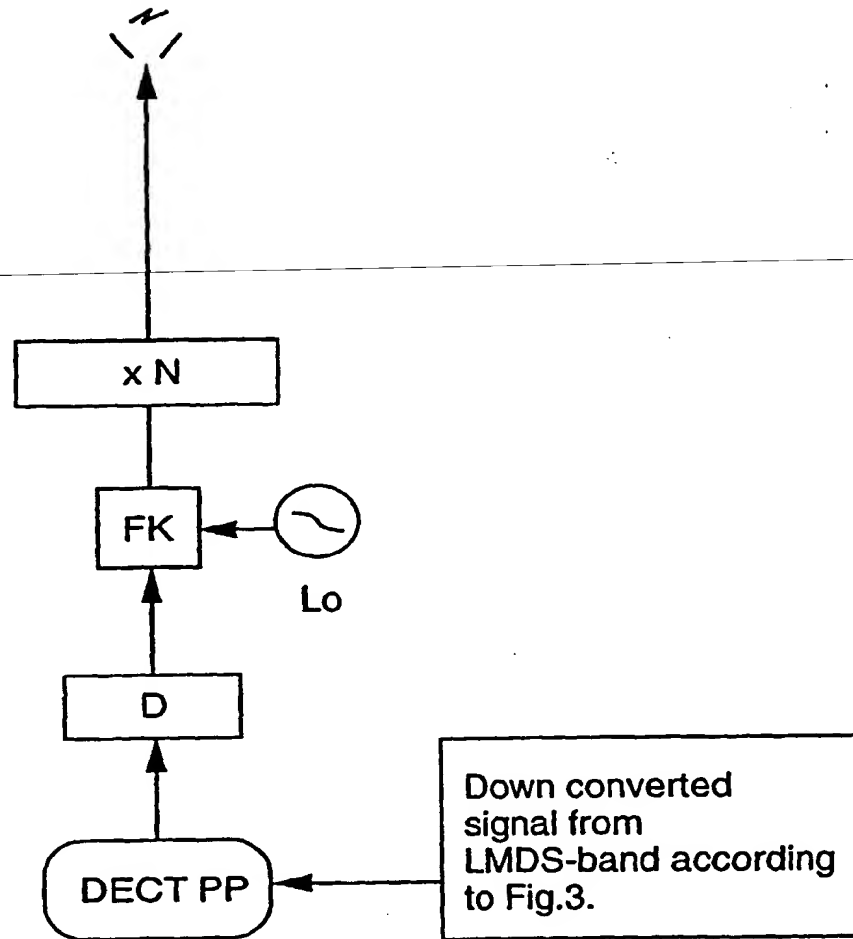 x N
FK
Lo
D
DECT PP
Down converted
signal from
LMDS-band according
to Fig.3.